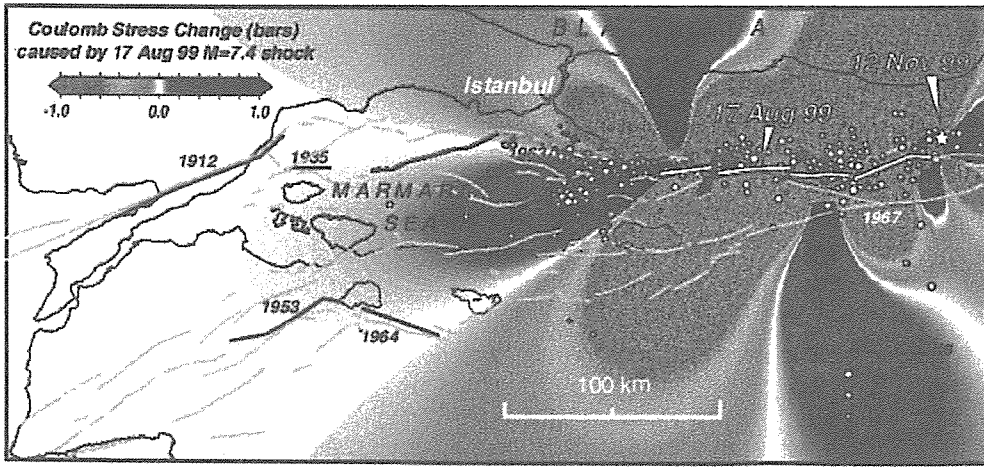 Coulomb Stress Change (bars)
caused by 17 Aug 99 M=7.4 shock
-1.0 0.0 1.0
B L A
Istanbul
12 Nov 99
17 Aug 99
1912
1935
MARMAR
SEA
1967
1953
1964
100 km